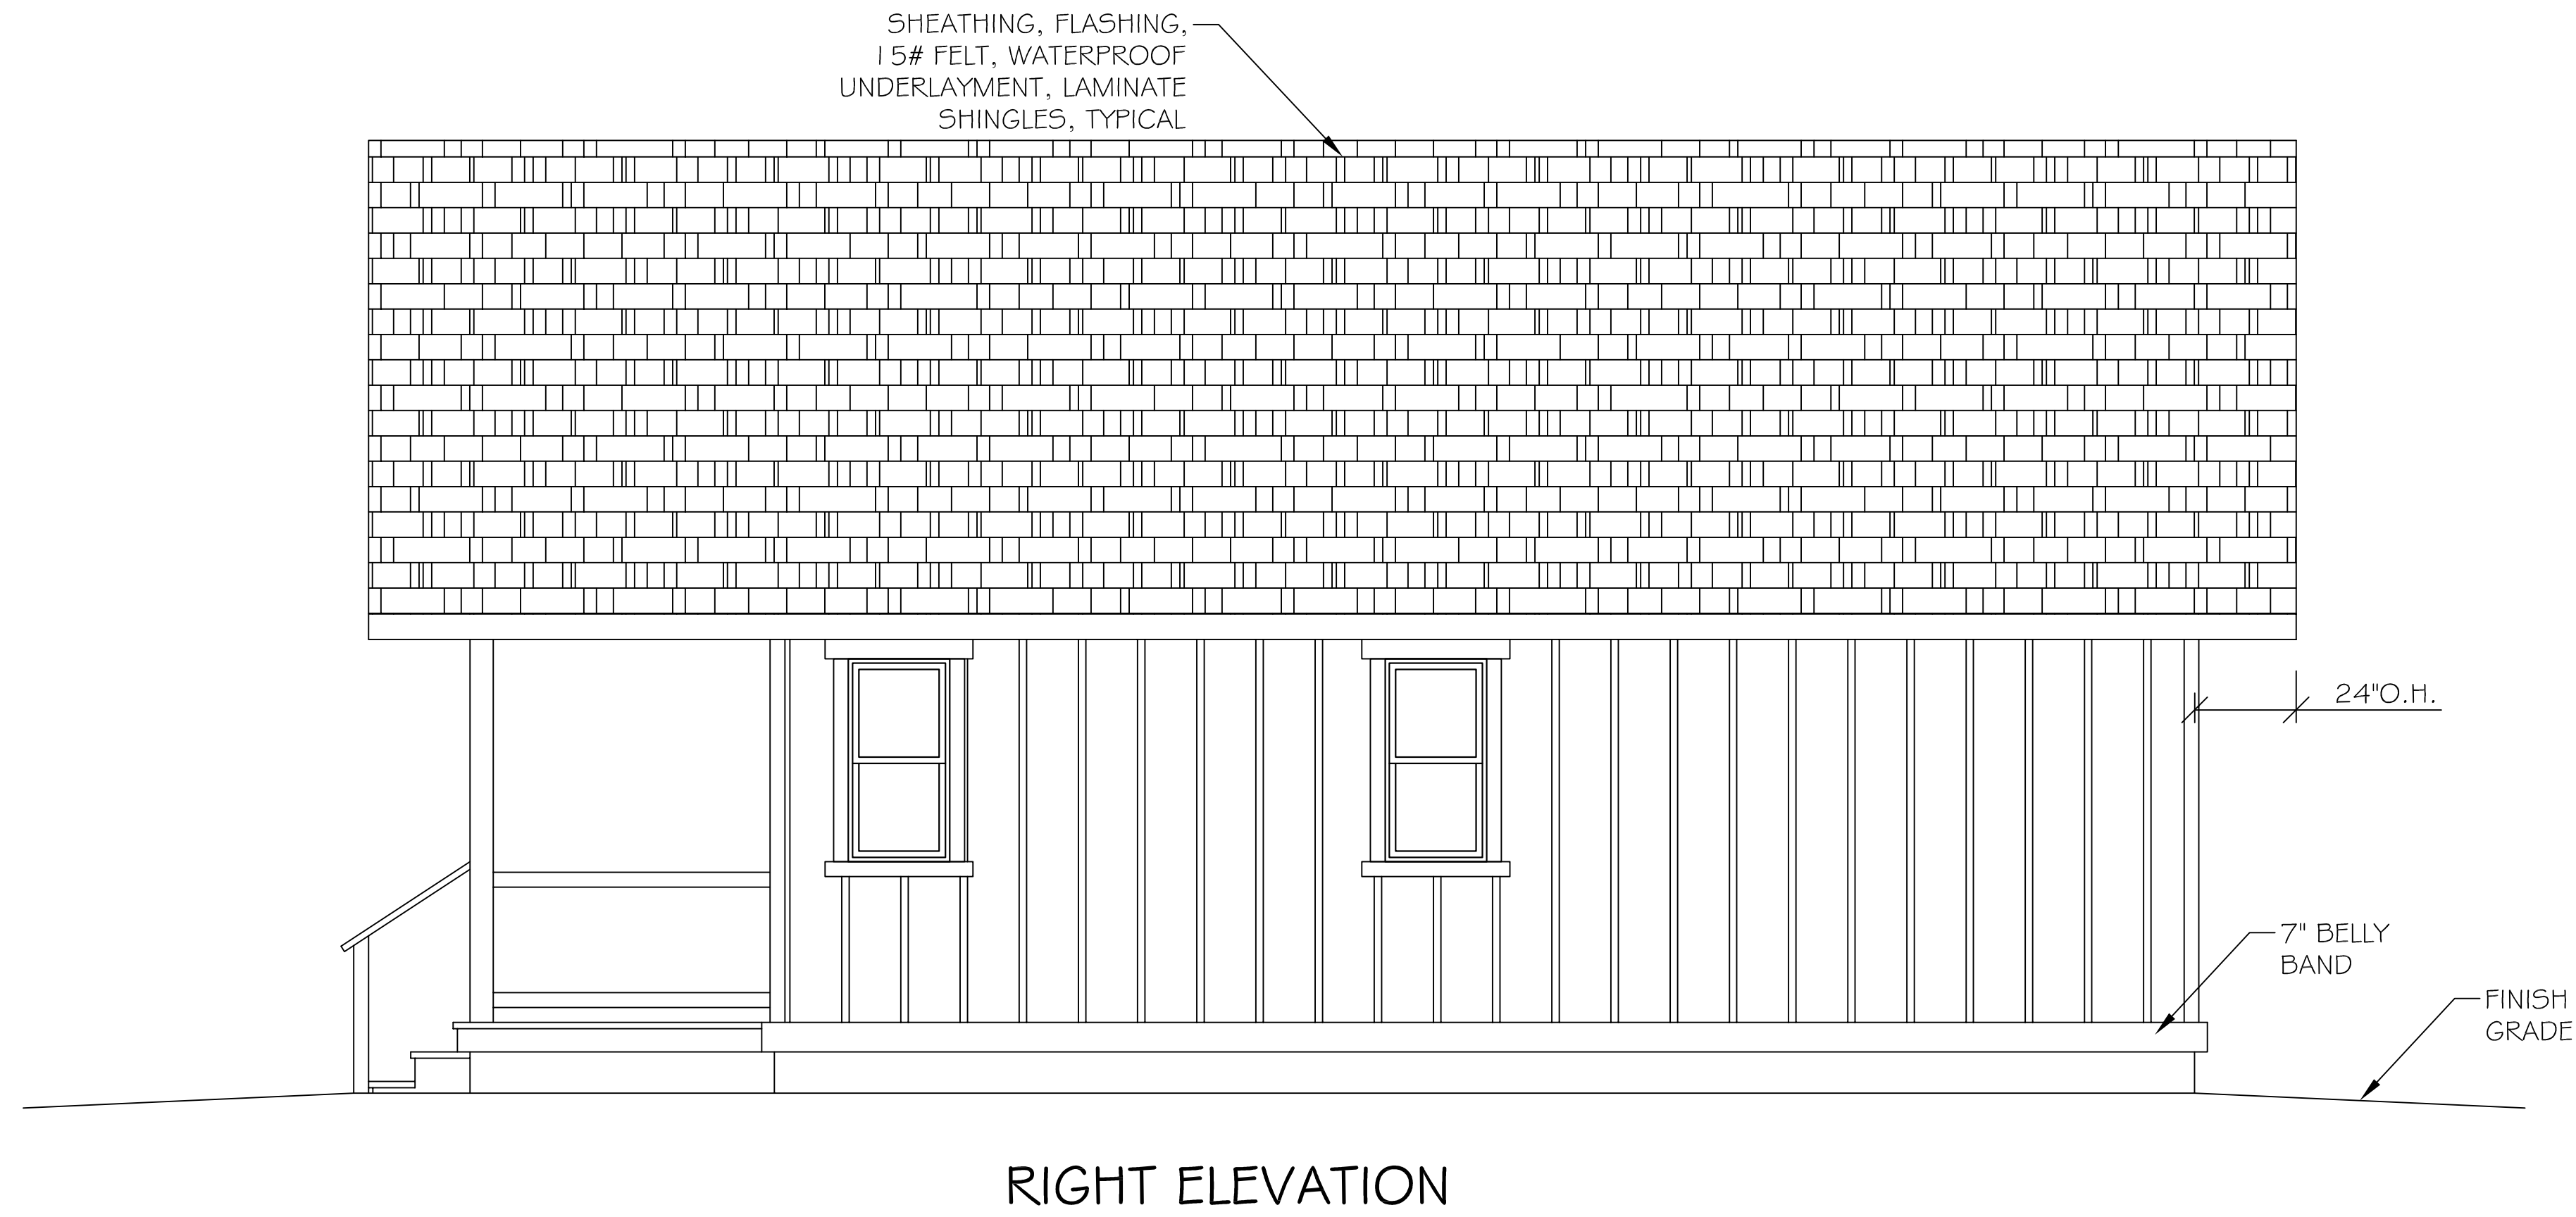 SHEATHING, FLASHING,
15# FELT, WATERPROOF
UNDERLAYMENT, LAMINATE
SHINGLES, TYPICAL
24"O.H.
7" BELLY
BAND
FINISH
GRADE
RIGHT ELEVATION